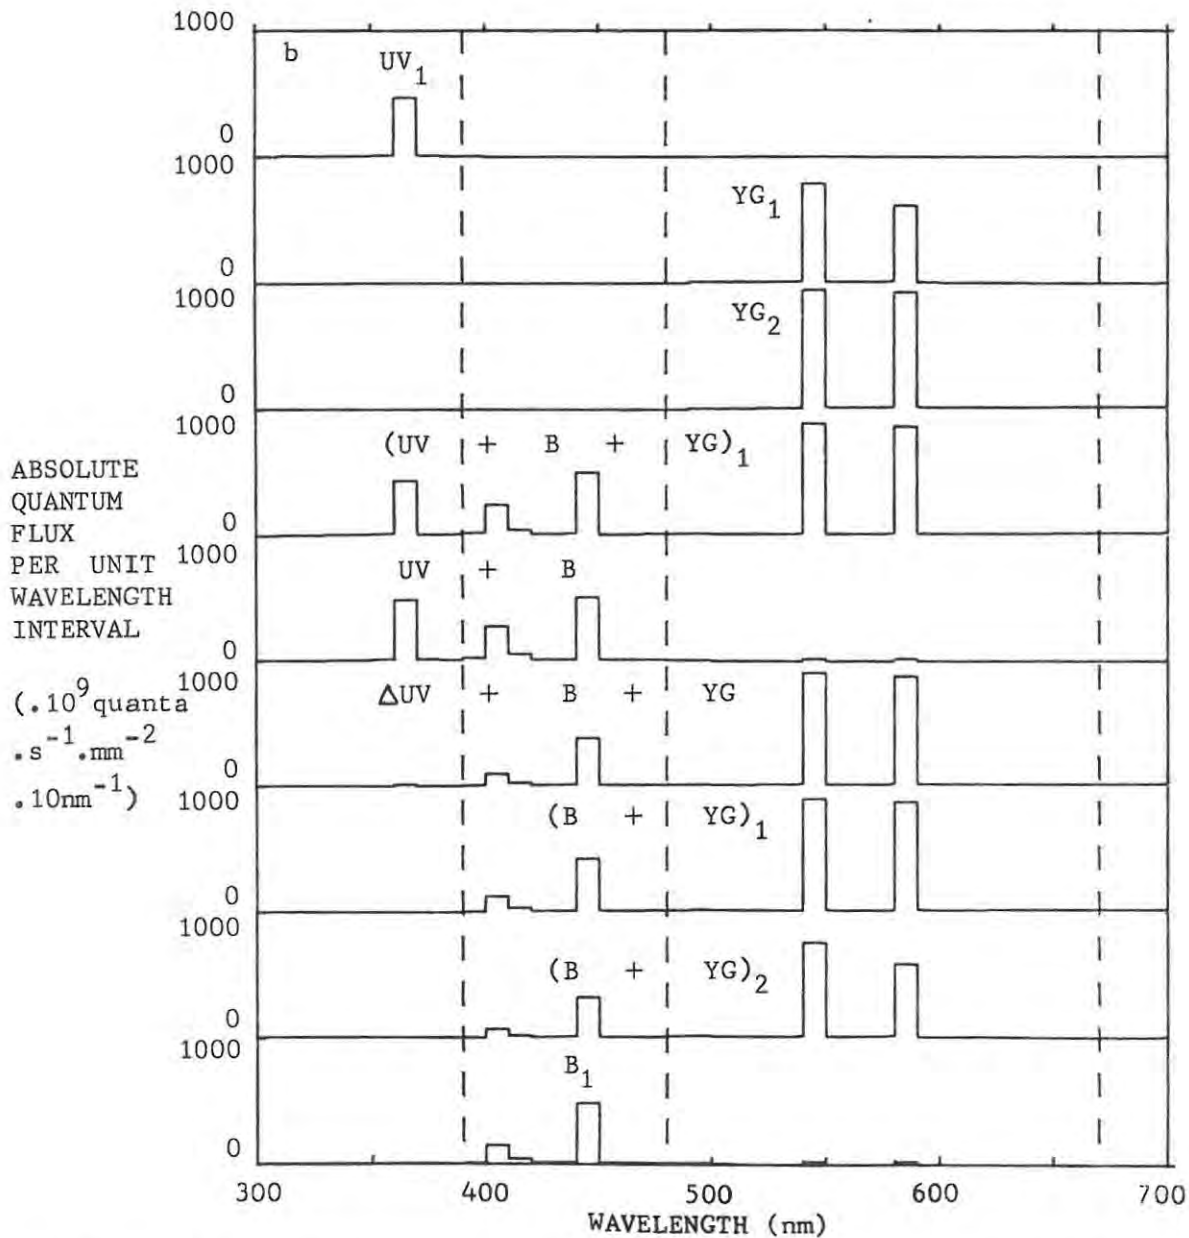 1000
b
UV1
0
1000
YG1
0
1000
YG2
0
1000
(UV + B + YG)1
0
1000
UV + B
0
1000
ΔUV + B + YG
0
1000
(B + YG)1
0
1000
(B + YG)2
0
1000
B1
0
ABSOLUTE
QUANTUM
FLUX
PER UNIT
WAVELENGTH
INTERVAL
(.10^9 quanta
.s^-1.mm^-2
.10nm^-1)
300 400 500 600 700
WAVELENGTH (nm)